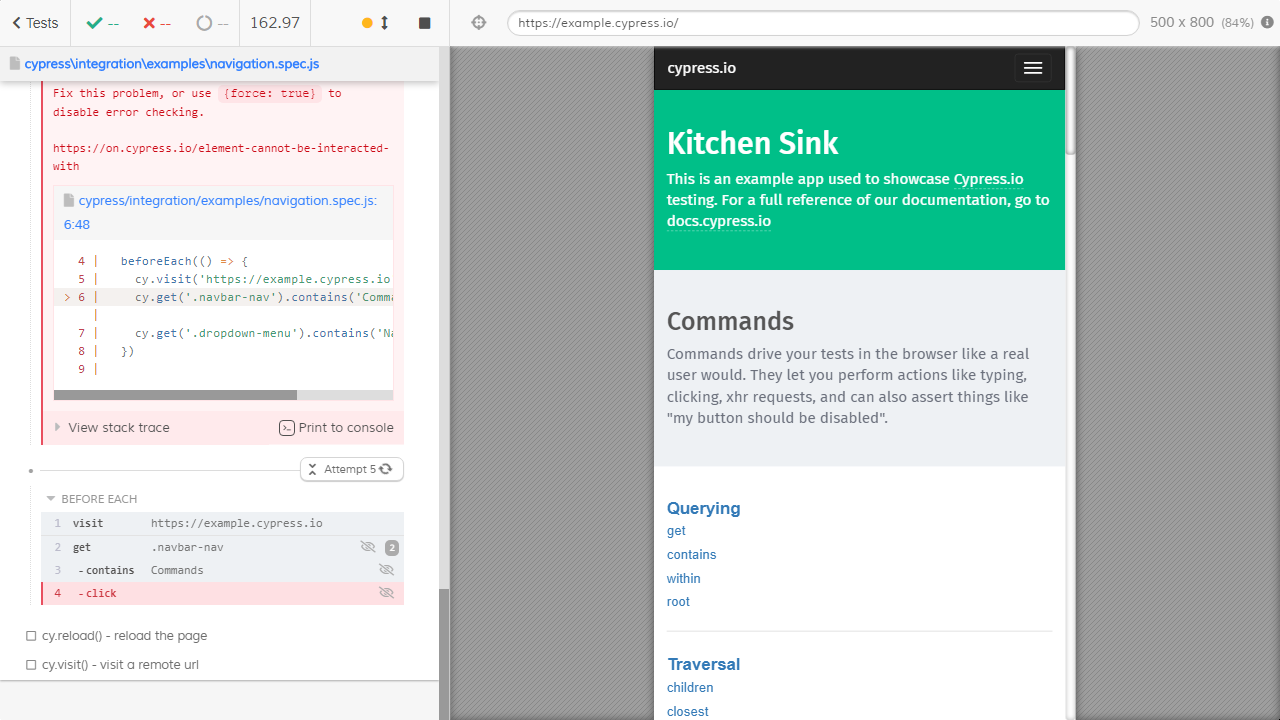 Tests
--
--
--
162.97
https://example.cypress.io/
500 x 800 (84%)
cypress\integration\examples\navigation.spec.js
Fix this problem, or use {force: true} to
disable error checking.
https://on.cypress.io/element-cannot-be-interacted-
with
cypress/integration/examples/navigation.spec.js:
6:48
4 | beforeEach(() => {
5 | cy.visit('https://example.cypress.io
> 6 | cy.get('.navbar-nav').contains('Comma
|
7 | cy.get('.dropdown-menu').contains('Na
8 | })
9 |
View stack trace
Print to console
Attempt 5
BEFORE EACH
1 visit https://example.cypress.io
2 get .navbar-nav 2
3 -contains Commands
4 -click
cy.reload() - reload the page
cy.visit() - visit a remote url
cypress.io
Kitchen Sink
This is an example app used to showcase Cypress.io
testing. For a full reference of our documentation, go to
docs.cypress.io
Commands
Commands drive your tests in the browser like a real
user would. They let you perform actions like typing,
clicking, xhr requests, and can also assert things like
"my button should be disabled".
Querying
get
contains
within
root
Traversal
children
closest